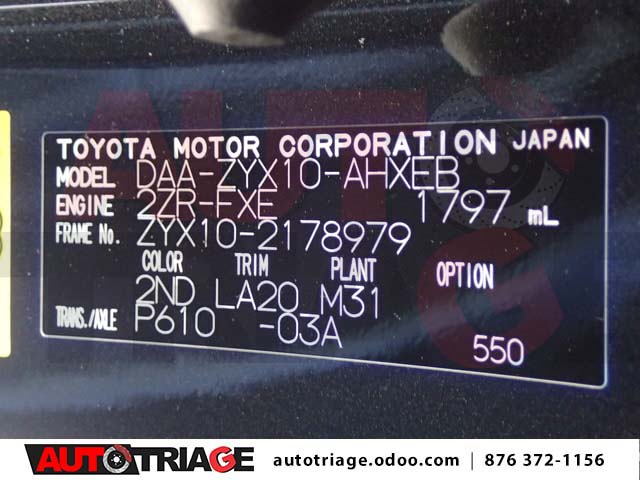 TOYOTA MOTOR CORPORATION JAPAN
MODEL DAA-ZYX10-AHXEB
ENGINE 2ZR-FXE 1797 mL
FRAME No. ZYX10-2178979
COLOR TRIM PLANT OPTION
2ND LA20 M31
TRANS./AXLE P610 -03A
550
AUTO
G
AUTOTRIAGE autotriage.odoo.com | 876 372-1156